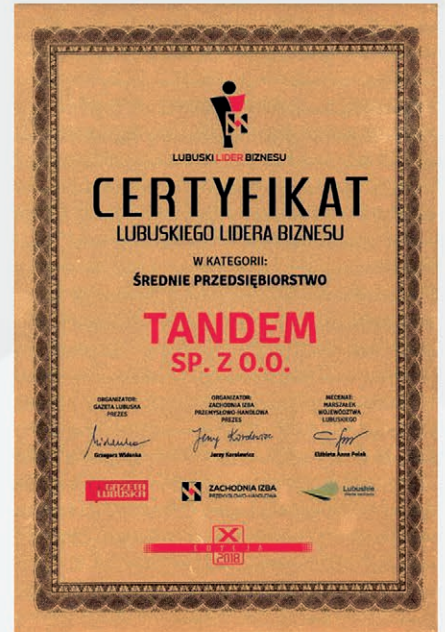 LUBUSKI LIDER BIZNESU
CERTYFIKAT
LUBUSKIEGO LIDERA BIZNESU
W KATEGORII:
ŚREDNIE PRZEDSIĘBIORSTWO
TANDEM
SP. Z O.O.
ORGANIZATOR:
GAZETA LUBUSKA
PREZES
Grzegorz Widenka
ORGANIZATOR:
ZACHODNIA IZBA
PRZEMYSŁOWO-HANDLOWA
PREZES
Jerzy Korolewicz
MECENAT:
MARSZAŁEK
WOJEWÓDZTWA
LUBUSKIEGO
Elżbieta Anna Polak
GAZETA
LUBUSKA
ZACHODNIA IZBA
PRZEMYSŁOWO-HANDLOWA
Lubuskie
X
EDYCJA
2018